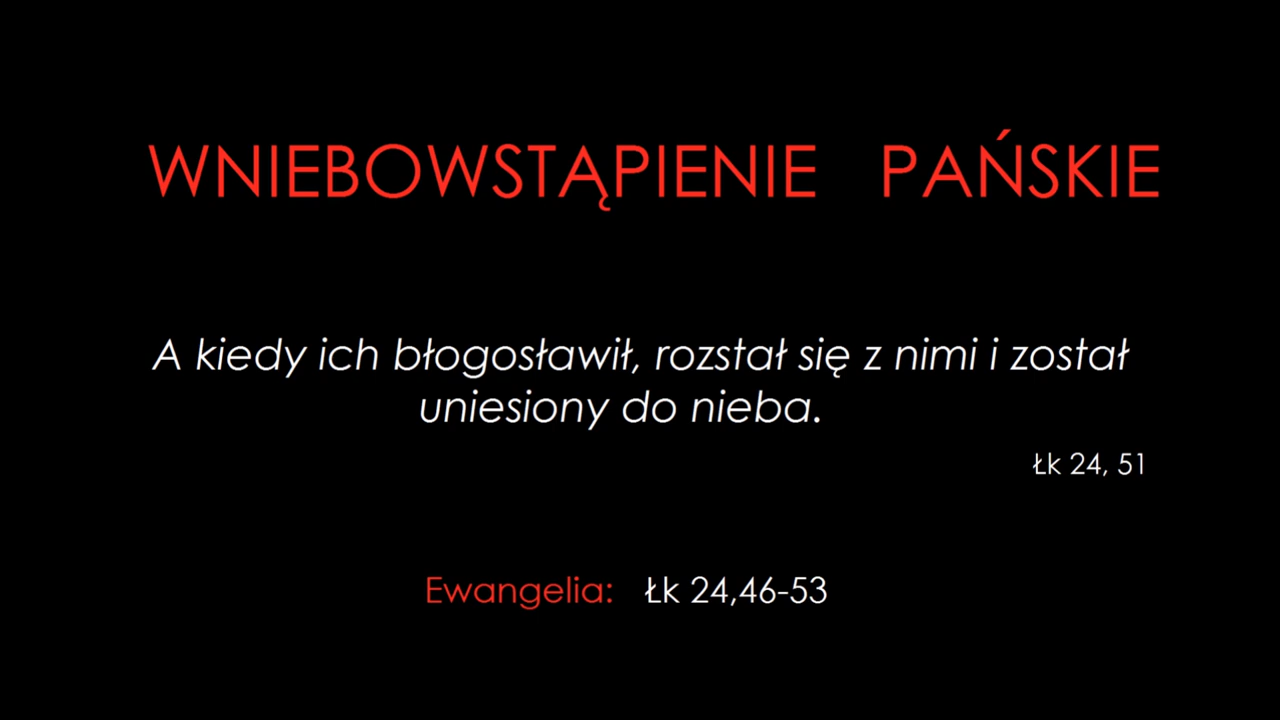 WNIEBOWSTĄPIENIE PAŃSKIE
A kiedy ich błogosławił, rozstał się z nimi i został
uniesiony do nieba.
Łk 24, 51
Ewangelia: Łk 24,46-53